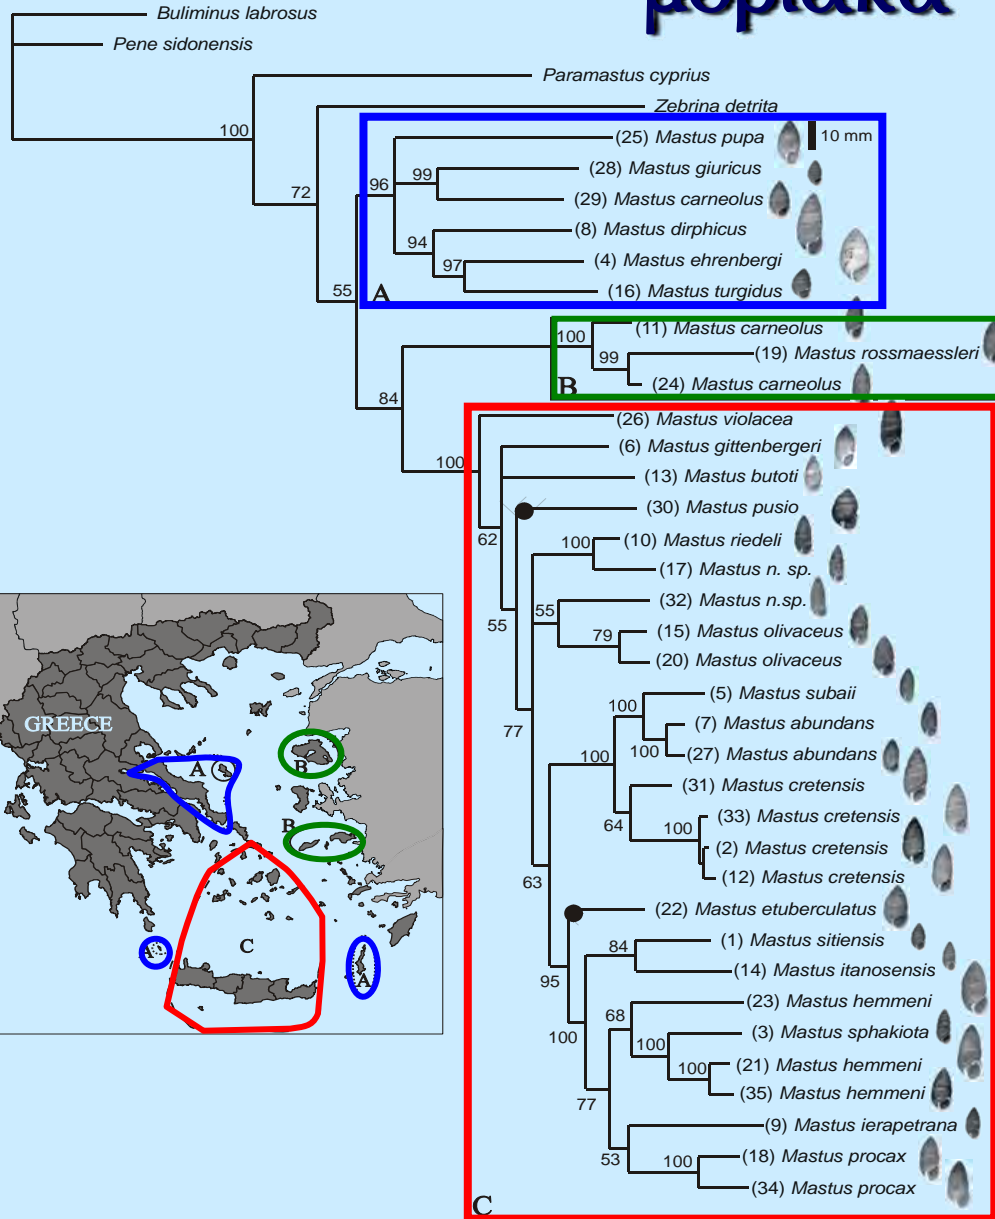 μοριακά
Buliminus labrosus
Pene sidonensis
Paramastus cyprius
100
Zebrina detrita
72
(25) Mastus pupa
10 mm
(28) Mastus giuricus
99
96
(29) Mastus carneolus
(8) Mastus dirphicus
94
(4) Mastus ehrenbergi
97
(16) Mastus turgidus
55
A
(11) Mastus carneolus
100
(19) Mastus rossmaessleri
99
(24) Mastus carneolus
B
84
(26) Mastus violacea
(6) Mastus gittenbergeri
100
(13) Mastus butoti
(30) Mastus pusio
62
(10) Mastus riedeli
100
(17) Mastus n. sp.
(32) Mastus n.sp.
55
55
(15) Mastus olivaceus
79
(20) Mastus olivaceus
(5) Mastus subaii
100
(7) Mastus abundans
77
100
(27) Mastus abundans
100
(31) Mastus cretensis
(33) Mastus cretensis
64
100
(2) Mastus cretensis
(12) Mastus cretensis
63
(22) Mastus etuberculatus
(1) Mastus sitiensis
84
(14) Mastus itanosensis
95
(23) Mastus hemmeni
68
(3) Mastus sphakiota
100
100
(21) Mastus hemmeni
100
(35) Mastus hemmeni
77
(9) Mastus ierapetrana
53
(18) Mastus procax
100
(34) Mastus procax
C
GREECE
A
B
B
C
A
A